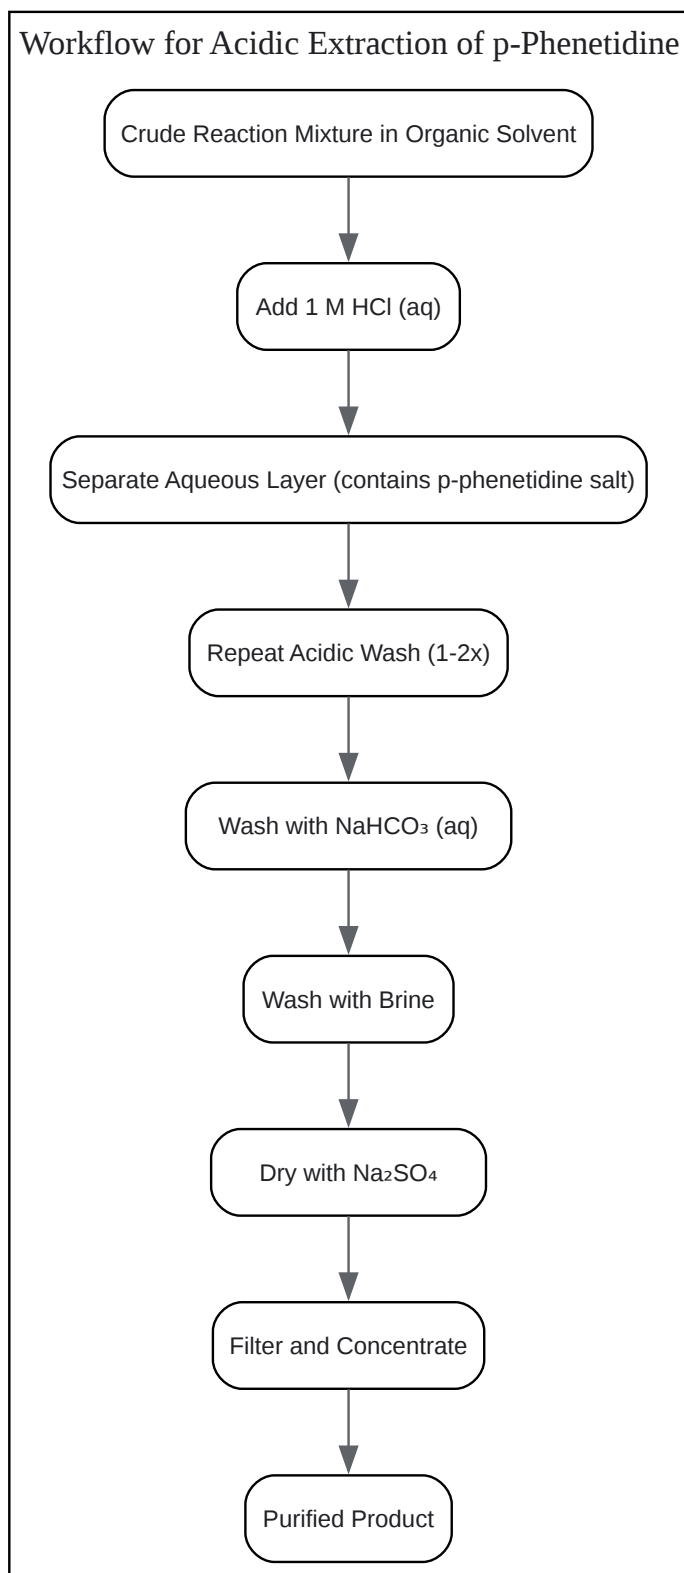 Workflow for Acidic Extraction of p-Phenetidine
Crude Reaction Mixture in Organic Solvent
Add 1 M HCl (aq)
Separate Aqueous Layer (contains p-phenetidine salt)
Repeat Acidic Wash (1-2x)
Wash with NaHCO₃ (aq)
Wash with Brine
Dry with Na₂SO₄
Filter and Concentrate
Purified Product